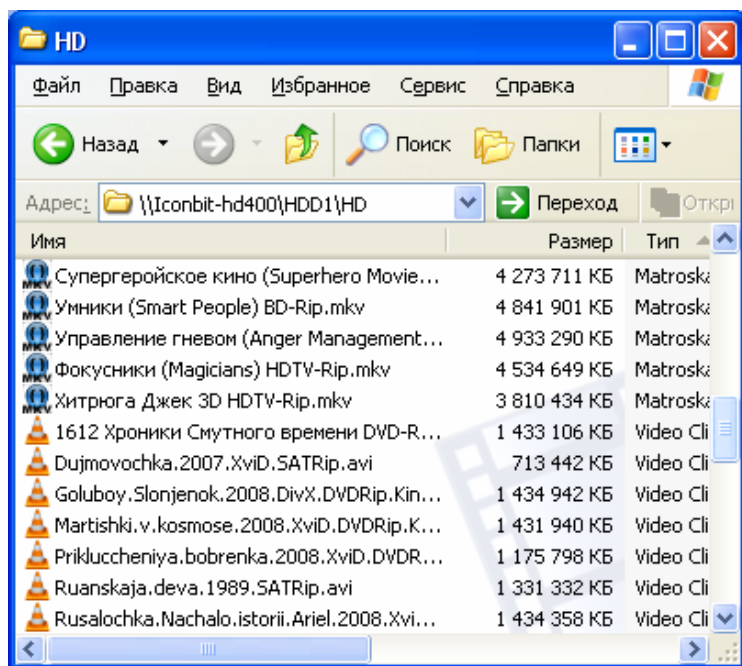 HD
Файл Правка Вид Избранное Сервис Справка
Назад Поиск Папки
Адрес: \\Iconbit-hd400\HDD1\HD Переход Откры
Имя Размер Тип
Супергеройское кино (Superhero Movie... 4 273 711 КБ Matroska
Умники (Smart People) BD-Rip.mkv 4 841 901 КБ Matroska
Управление гневом (Anger Management... 4 933 290 КБ Matroska
Фокусники (Magicians) HDTV-Rip.mkv 4 534 649 КБ Matroska
Хитрюга Джек 3D HDTV-Rip.mkv 3 810 434 КБ Matroska
1612 Хроники Смутного времени DVD-R... 1 433 106 КБ Video Cli
Dujmovochka.2007.XviD.SATRip.avi 713 442 КБ Video Cli
Goluboy.Slonjenok.2008.DivX.DVDRip.Kin... 1 434 942 КБ Video Cli
Martishki.v.kosmose.2008.XviD.DVDRip.K... 1 431 940 КБ Video Cli
Prikluccheniya.bobrenka.2008.XviD.DVDR... 1 175 798 КБ Video Cli
Ruanskaja.deva.1989.SATRip.avi 1 331 332 КБ Video Cli
Rusalochka.Nachalo.istorii.Ariel.2008.Xvi... 1 434 358 КБ Video Cli